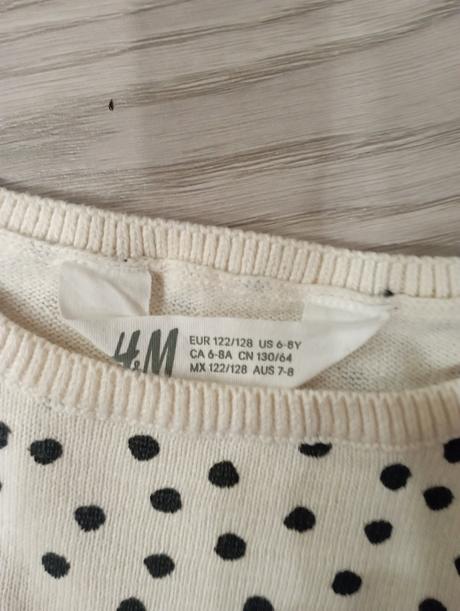 H&M
EUR 122/128 US 6-8Y
CA 6-8A CN 130/64
MX 122/128 AUS 7-8